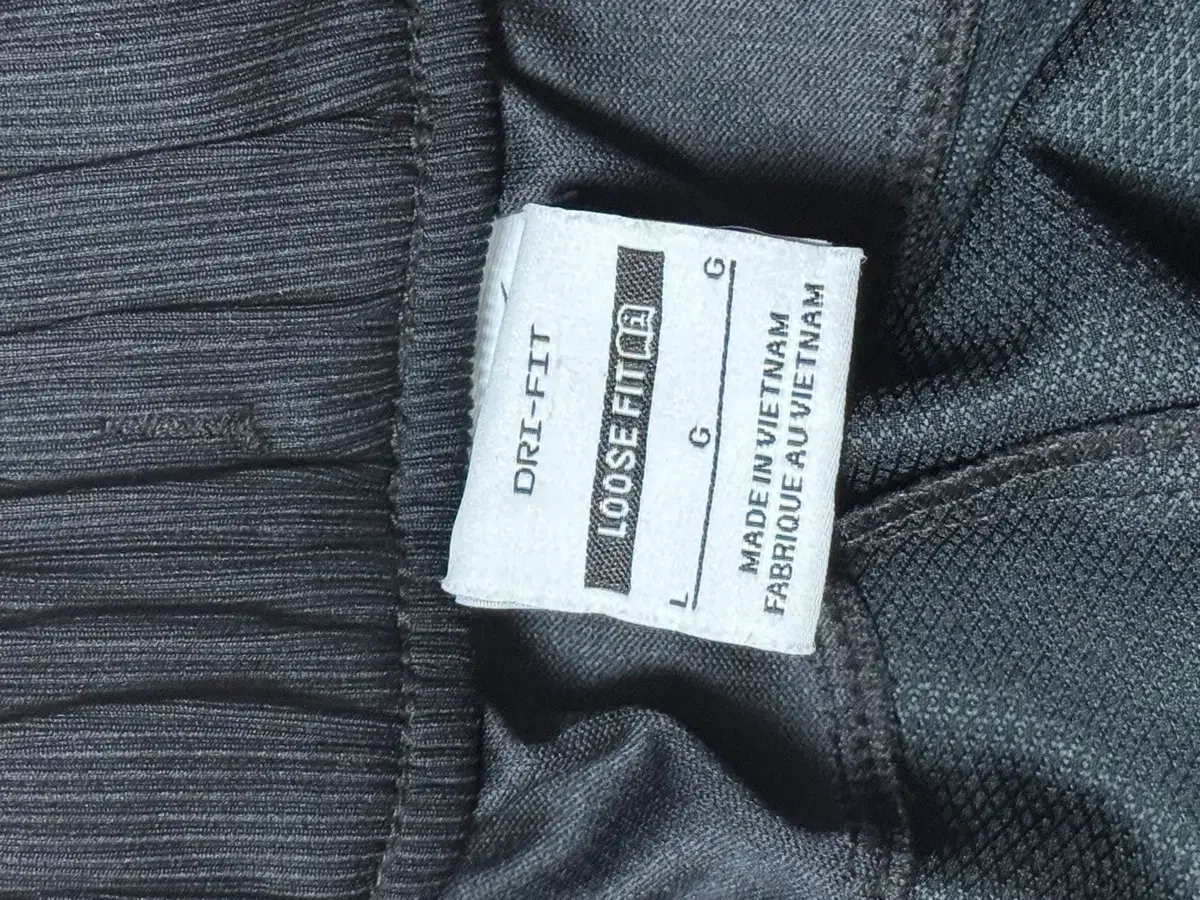 DRI-FIT
LOOSE FIT
L G G
MADE IN VIETNAM
FABRIQUE AU VIETNAM